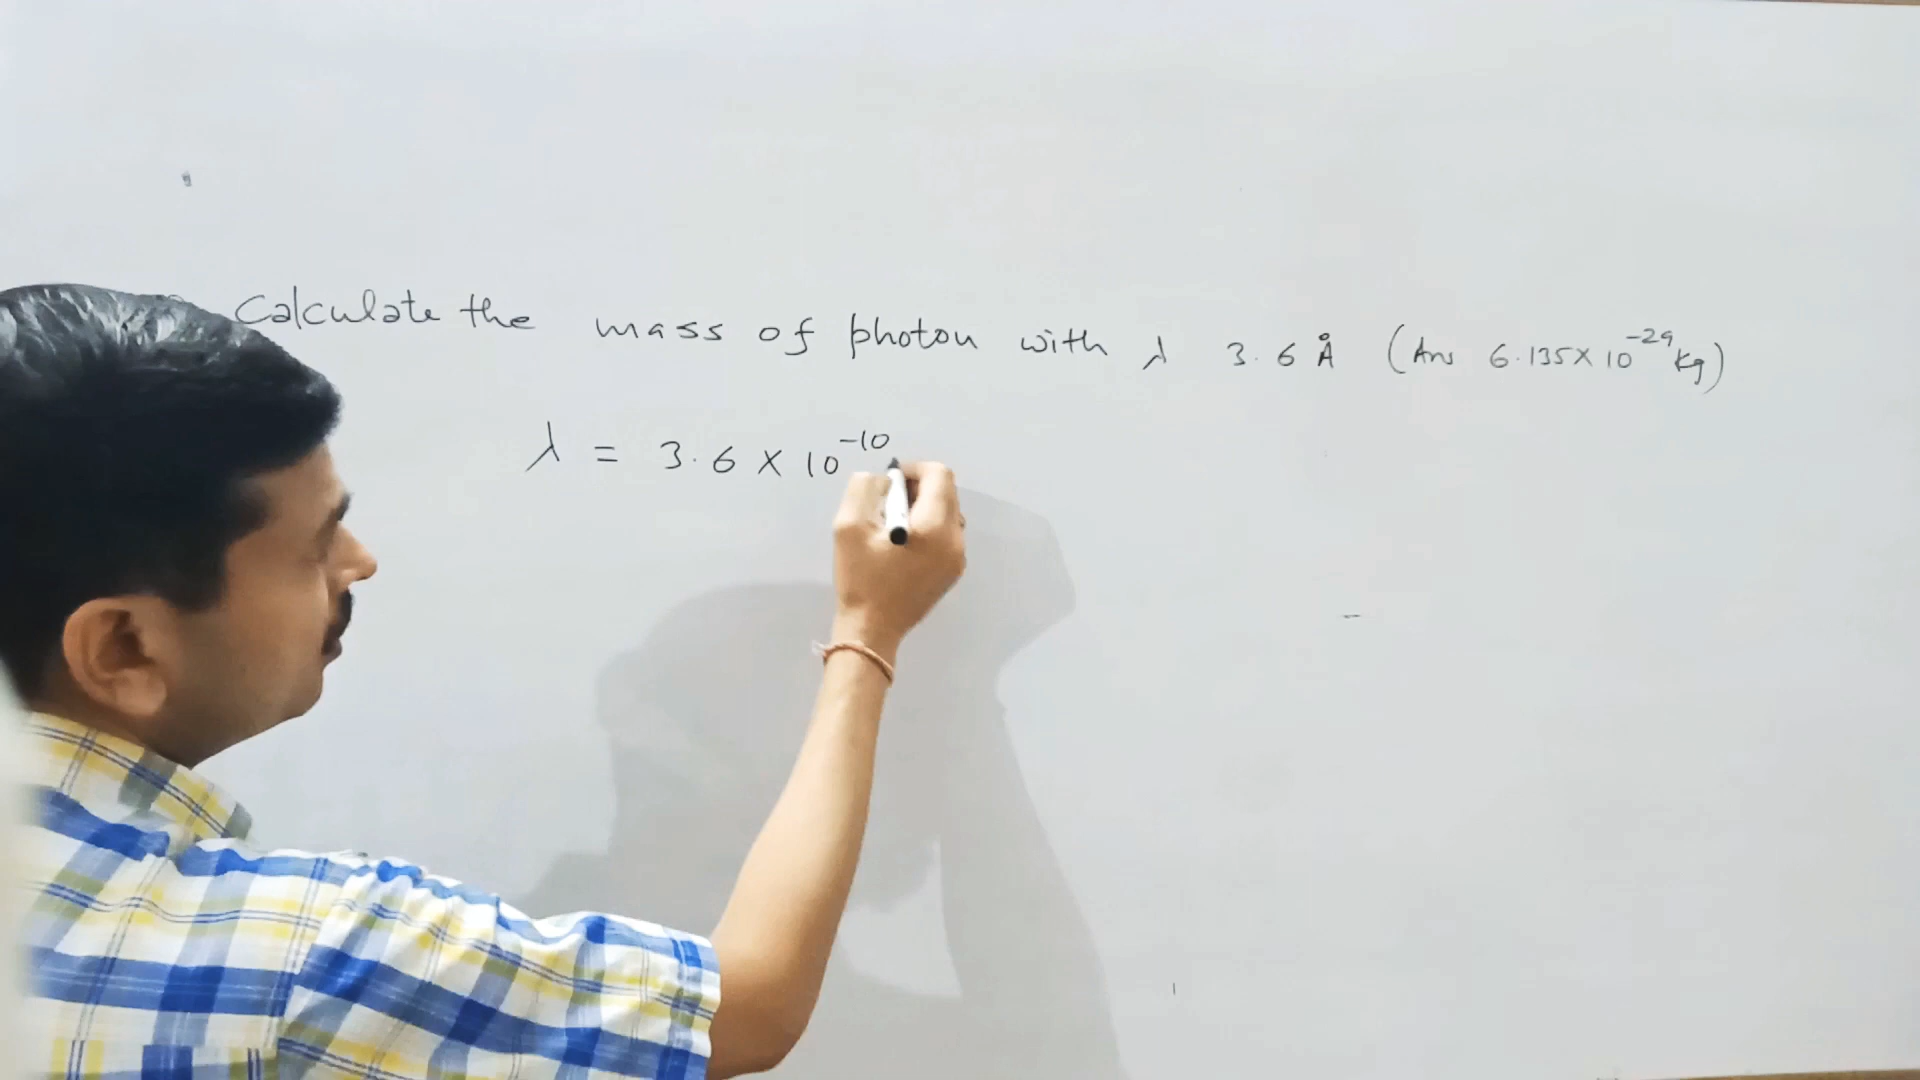 Calculate the mass of photon with λ 3.6 Å (Ans 6.135 × 10⁻²⁹ kg)
λ = 3.6 × 10⁻¹⁰